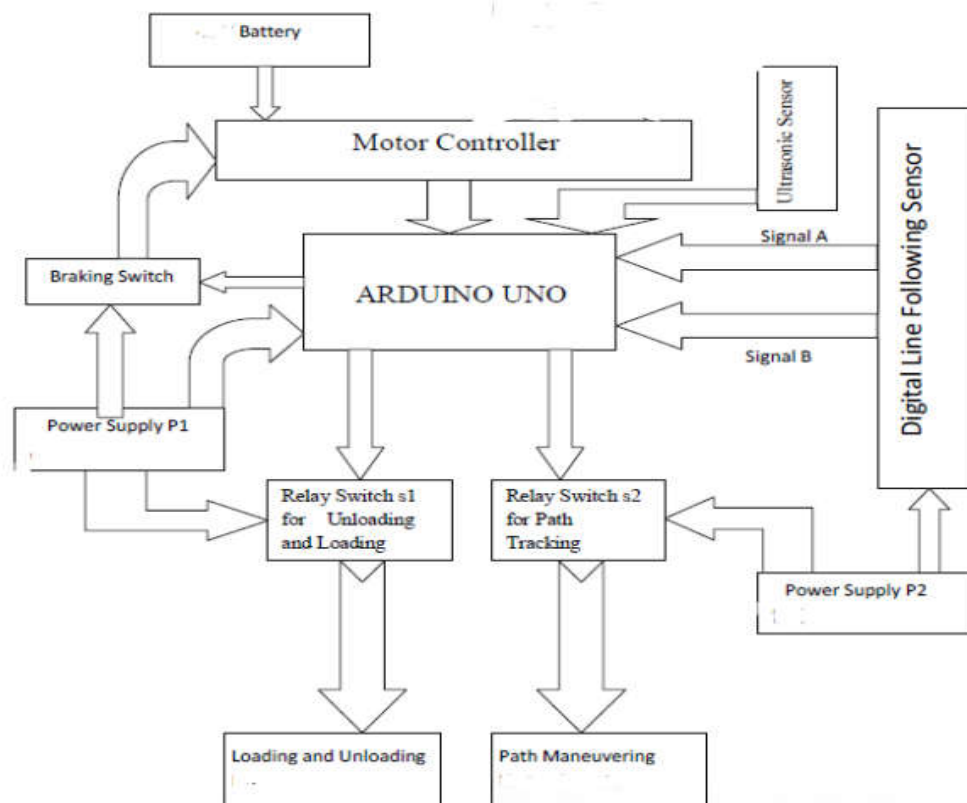 Battery
Motor Controller
Ultrasonic Sensor
Digital Line Following Sensor
Signal A
Braking Switch
ARDUINO UNO
Signal B
Power Supply P1
Relay Switch s1
for Unloading
and Loading
Relay Switch s2
for Path
Tracking
Power Supply P2
Loading and Unloading
Path Maneuvering